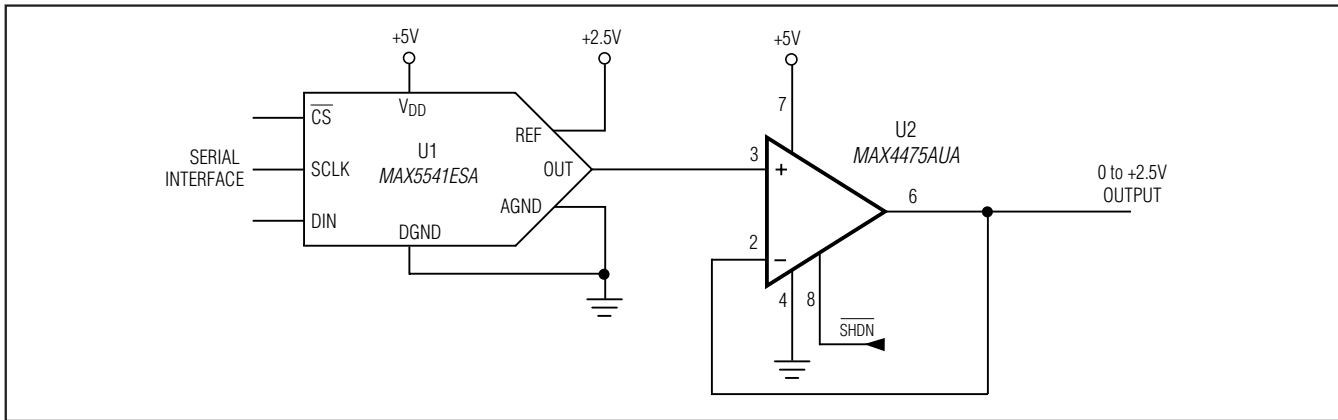 +5V
+2.5V
+5V
CS
VDD
REF
7
U2
MAX4475AUA
SERIAL
INTERFACE
SCLK
U1
MAX5541ESA
OUT
3
+
0 to +2.5V
OUTPUT
6
DIN
AGND
DGND
2
−
4
8
SHDN